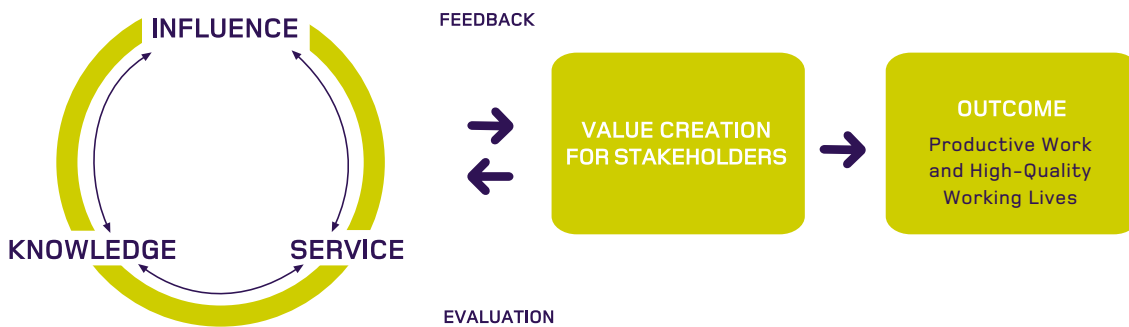 INFLUENCE
KNOWLEDGE
SERVICE
FEEDBACK
EVALUATION
VALUE CREATION
FOR STAKEHOLDERS
OUTCOME
Productive Work
and High-Quality
Working Lives